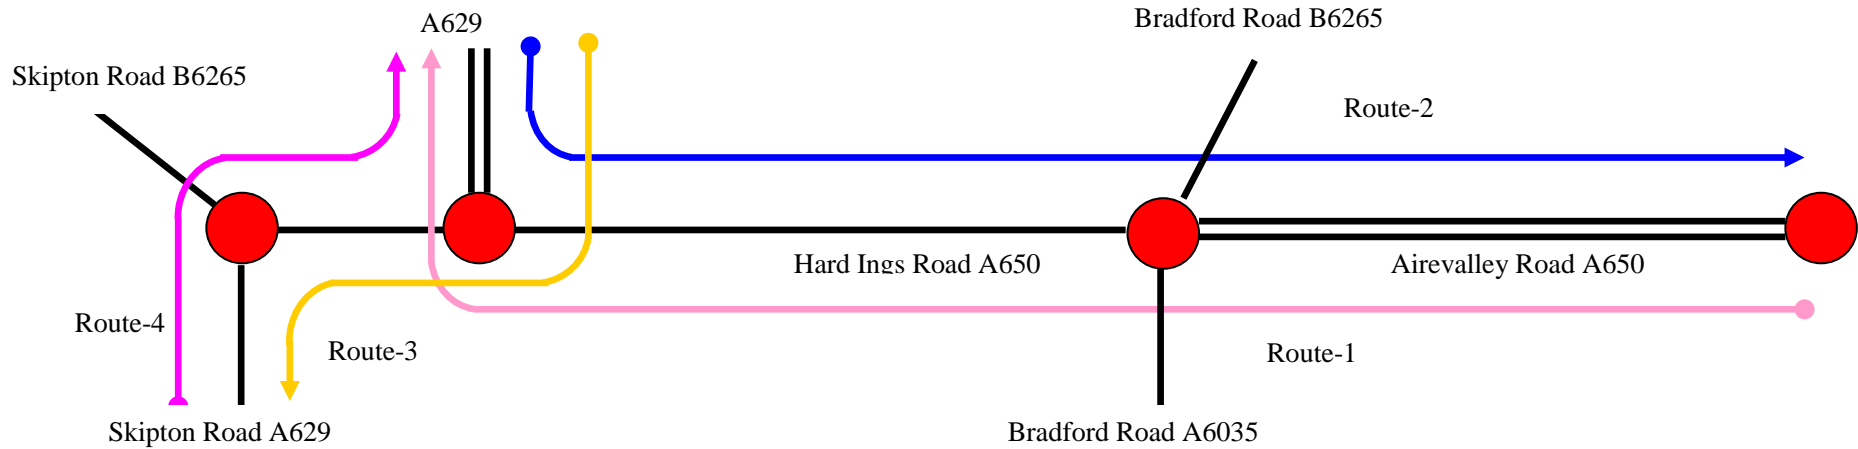 Bradford Road B6265
A629
Skipton Road B6265
Route-2
Hard Ings Road A650
Airevalley Road A650
Route-4
Route-3
Route-1
Skipton Road A629
Bradford Road A6035